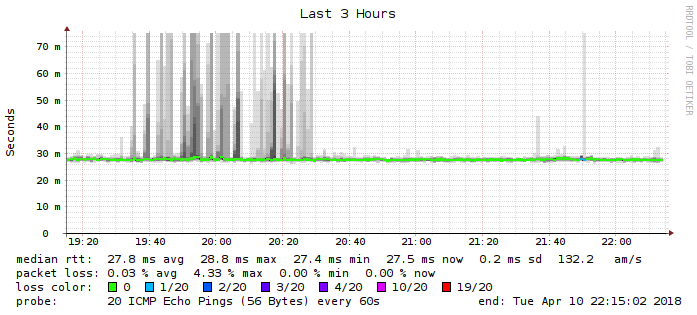 Last 3 Hours
RRDTOOL / TOBI OETIKER
Seconds
70 m
60 m
50 m
40 m
30 m
20 m
10 m
0
19:20 19:40 20:00 20:20 20:40 21:00 21:20 21:40 22:00
median rtt: 27.8 ms avg 28.8 ms max 27.4 ms min 27.5 ms now 0.2 ms sd 132.2 am/s
packet loss: 0.03 % avg 4.33 % max 0.00 % min 0.00 % now
loss color: 0 1/20 2/20 3/20 4/20 10/20 19/20
probe: 20 ICMP Echo Pings (56 Bytes) every 60s end: Tue Apr 10 22:15:02 2018